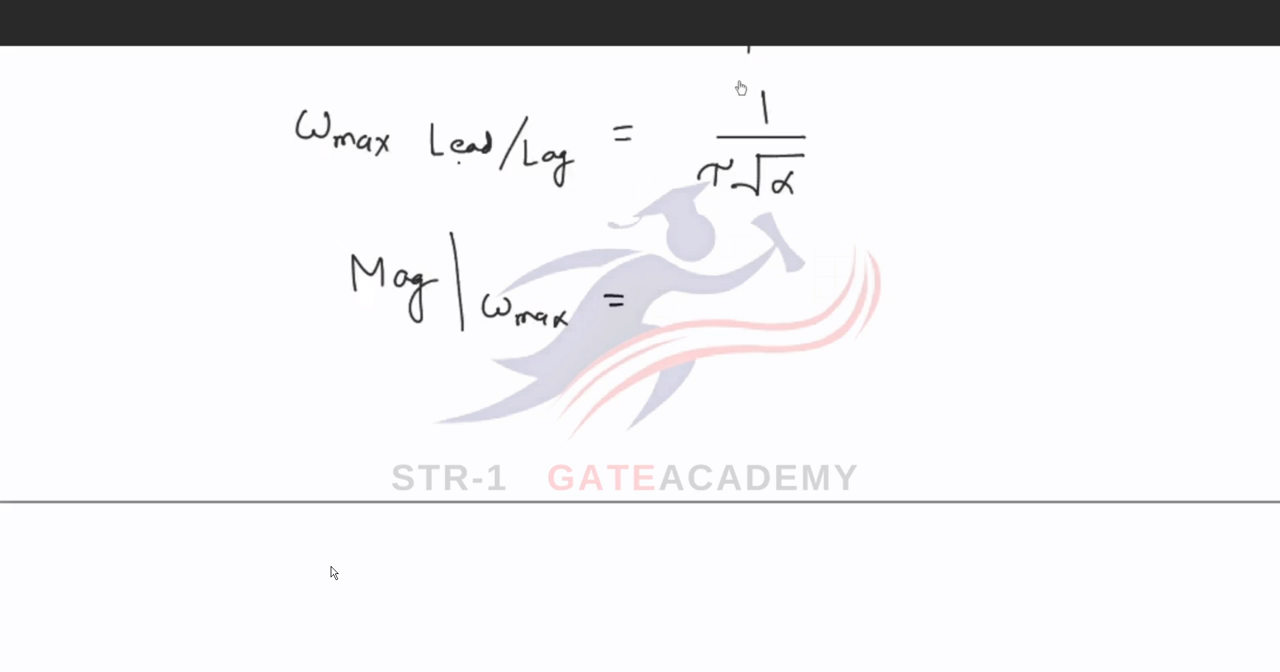 ωmax Lead/Lag = 1/τ√α
Mag|ωmax =
STR-1 GATEACADEMY